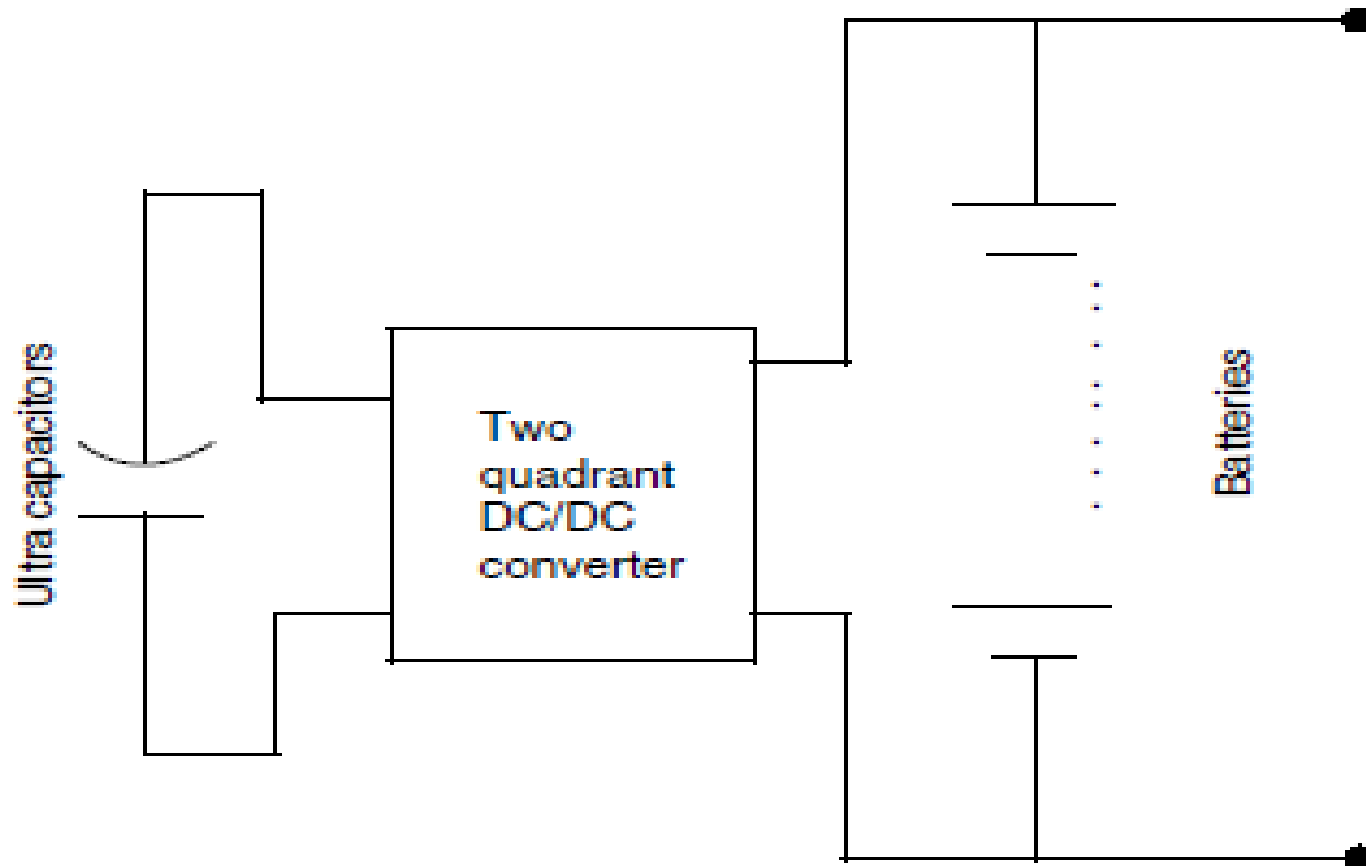 Ultra capacitors
Two
quadrant
DC/DC
converter
Batteries